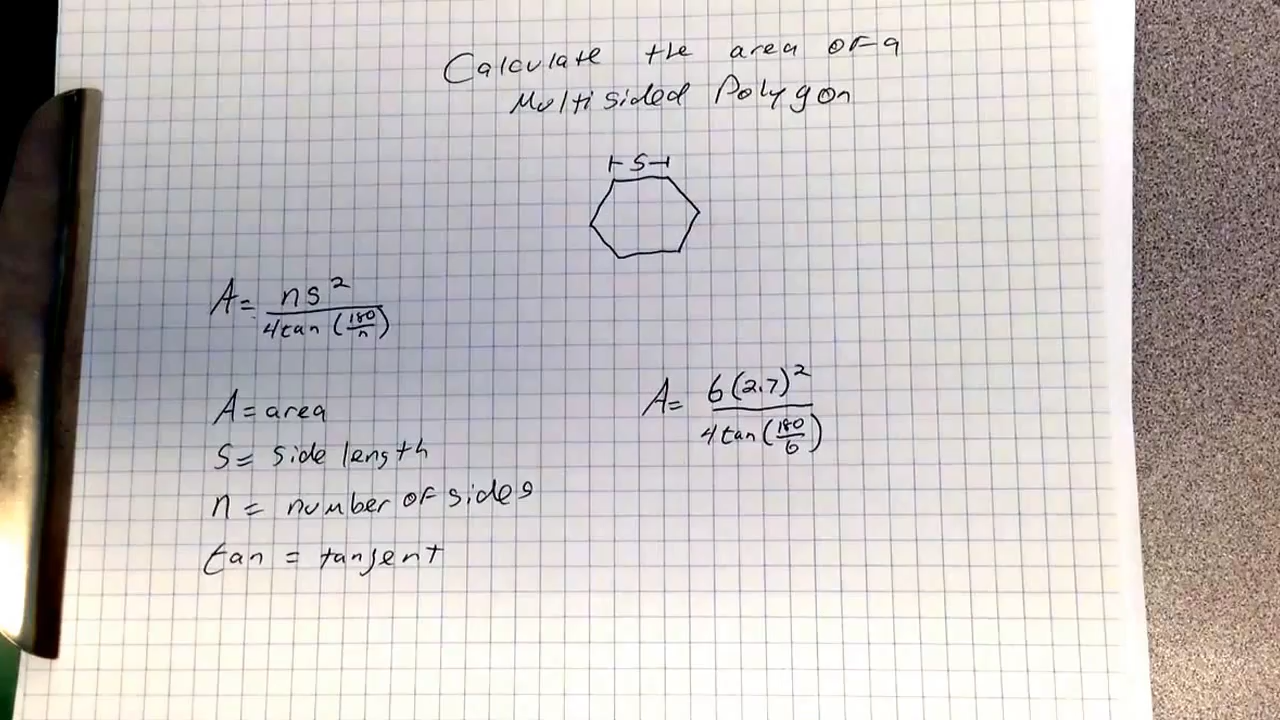 Calculate the area of a
Multisided Polygon
S
A = ns² / 4tan (180/n)
A = area
S = side length
n = number of sides
tan = tangent
A = 6(2.7)² / 4tan (180/6)